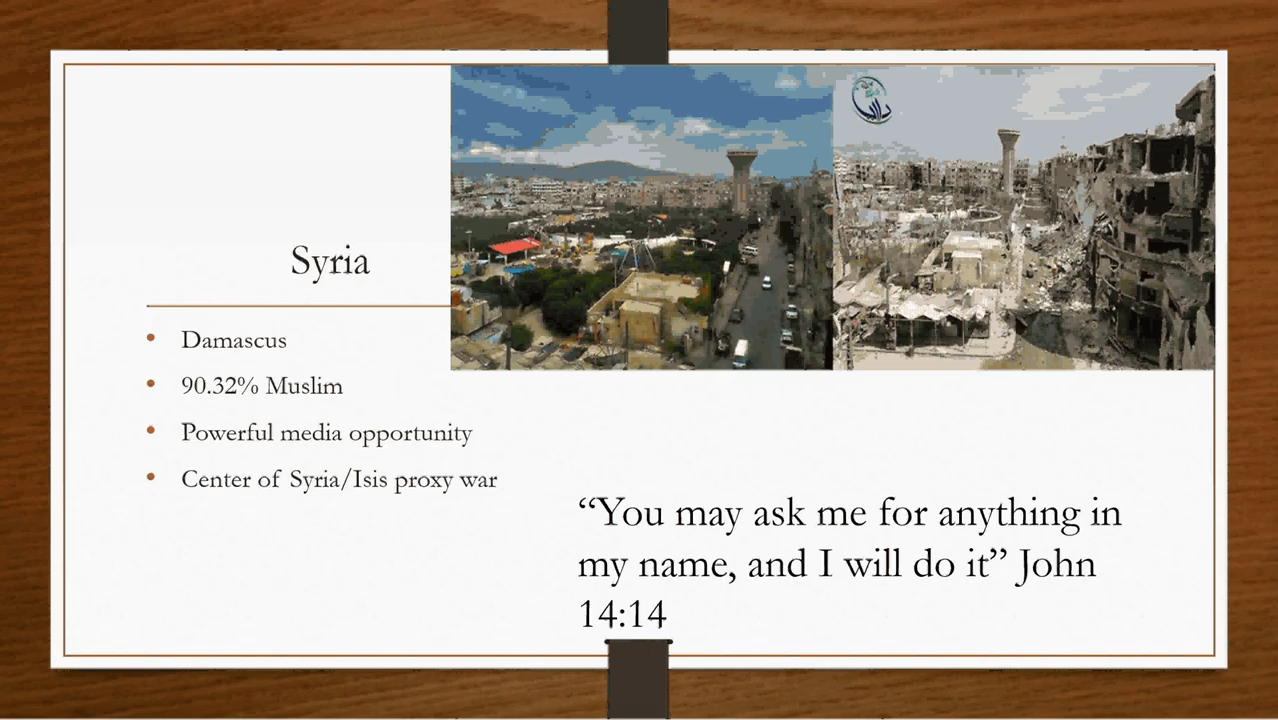 Syria
Damascus
90.32% Muslim
Powerful media opportunity
Center of Syria/Isis proxy war
“You may ask me for anything in
my name, and I will do it” John
14:14